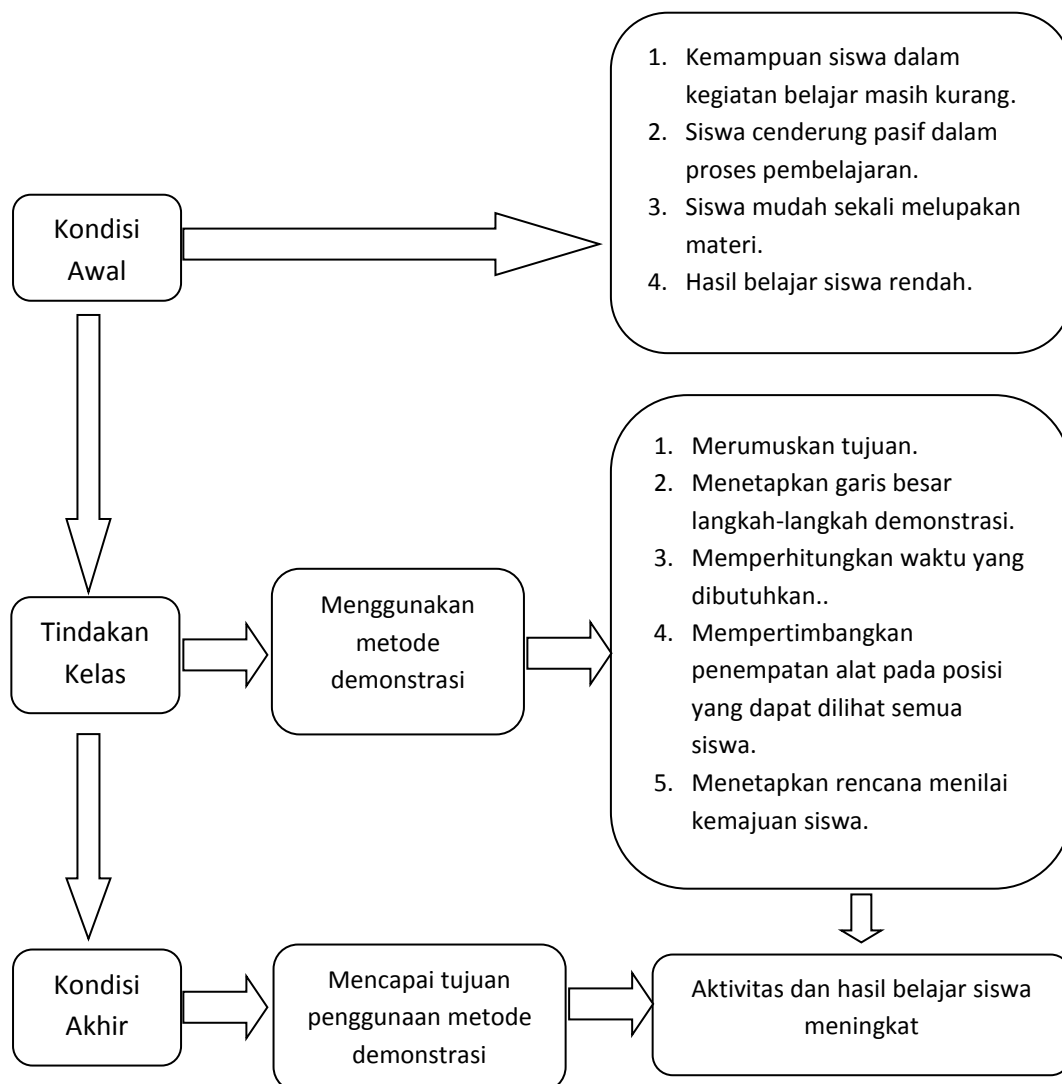 1. Kemampuan siswa dalam
kegiatan belajar masih kurang.
2. Siswa cenderung pasif dalam
proses pembelajaran.
3. Siswa mudah sekali melupakan
materi.
4. Hasil belajar siswa rendah.
Kondisi
Awal
1. Merumuskan tujuan.
2. Menetapkan garis besar
langkah-langkah demonstrasi.
3. Memperhitungkan waktu yang
dibutuhkan..
4. Mempertimbangkan
penempatan alat pada posisi
yang dapat dilihat semua
siswa.
5. Menetapkan rencana menilai
kemajuan siswa.
Tindakan
Kelas
Menggunakan
metode
demonstrasi
Kondisi
Akhir
Mencapai tujuan
penggunaan metode
demonstrasi
Aktivitas dan hasil belajar siswa
meningkat